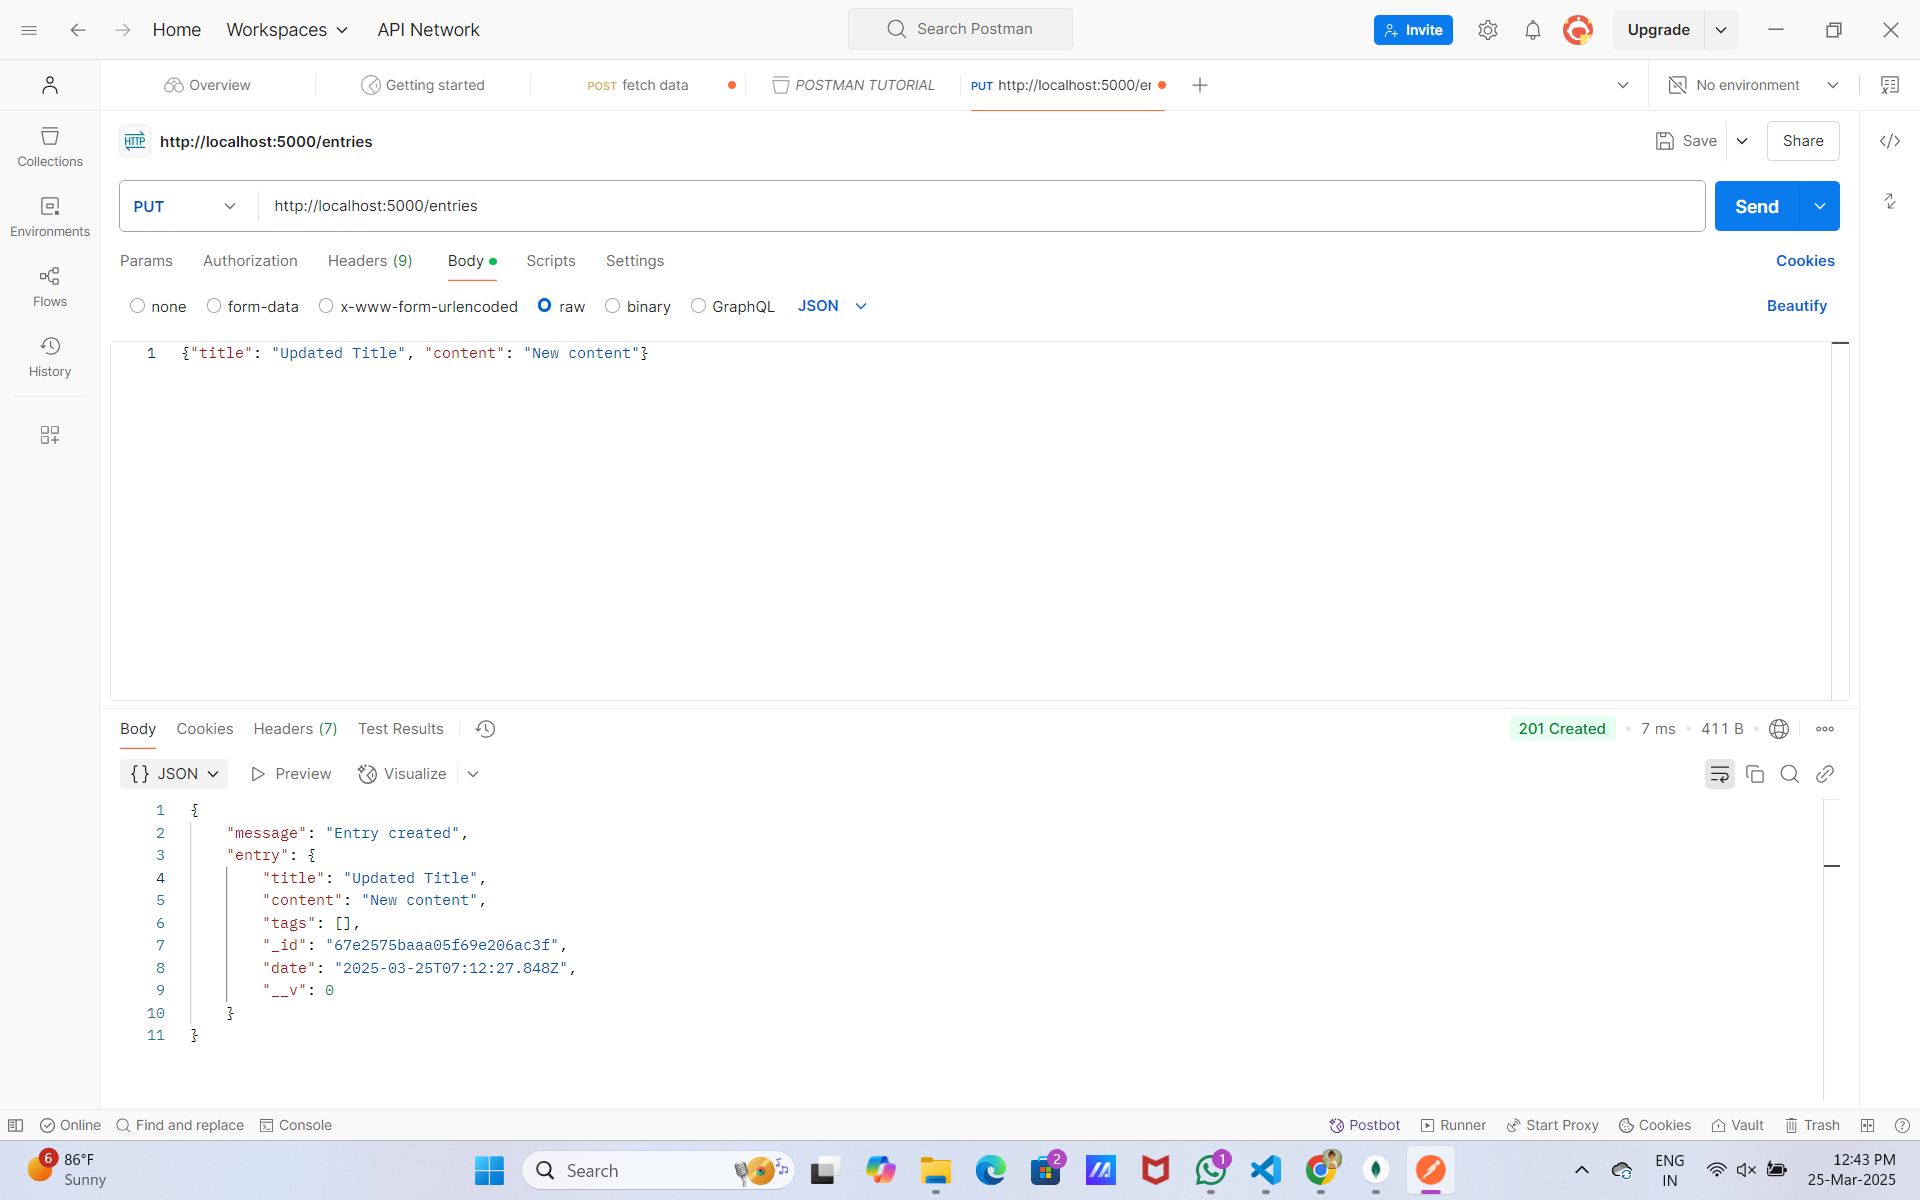 Home Workspaces API Network Search Postman Invite Upgrade
Overview Getting started POST fetch data POSTMAN TUTORIAL PUT http://localhost:5000/er No environment
HTTP http://localhost:5000/entries Save Share
Collections
Environments
Flows
History
PUT http://localhost:5000/entries Send
Params Authorization Headers (9) Body Scripts Settings Cookies
none form-data x-www-form-urlencoded raw binary GraphQL JSON Beautify
1 {"title": "Updated Title", "content": "New content"}
Body Cookies Headers (7) Test Results 201 Created 7 ms 411 B
{} JSON Preview Visualize
1 {
2 "message": "Entry created",
3 "entry": {
4 "title": "Updated Title",
5 "content": "New content",
6 "tags": [],
7 "_id": "67e2575baaa05f69e206ac3f",
8 "date": "2025-03-25T07:12:27.848Z",
9 "__v": 0
10 }
11 }
Online Find and replace Console Postbot Runner Start Proxy Cookies Vault Trash
6 86°F
Sunny
Search
2
1
ENG
IN
12:43 PM
25-Mar-2025